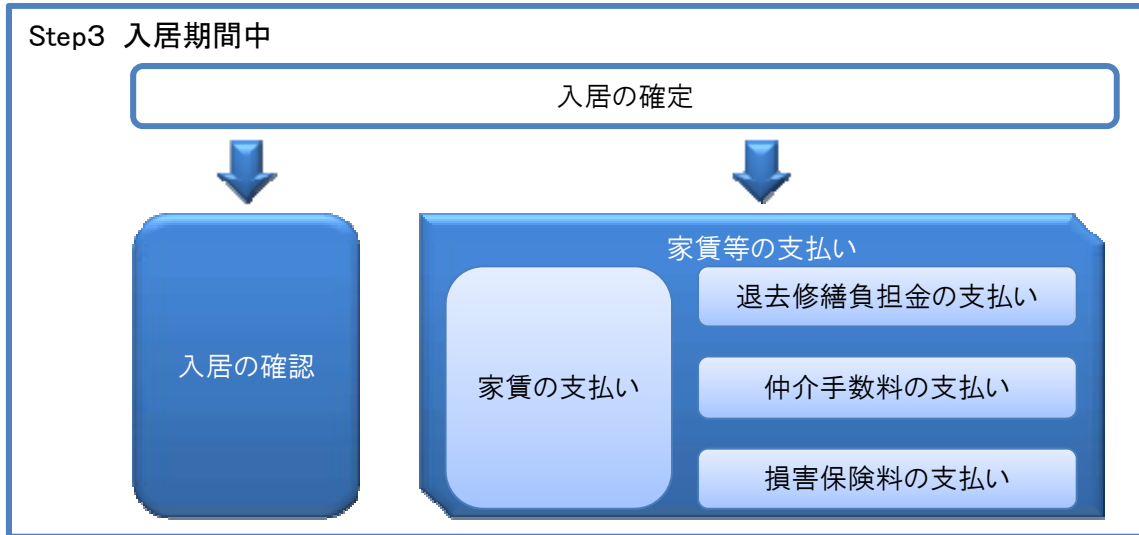 Step3 入居期間中
入居の確定
入居の確認
家賃等の支払い
家賃の支払い
退去修繕負担金の支払い
仲介手数料の支払い
損害保険料の支払い